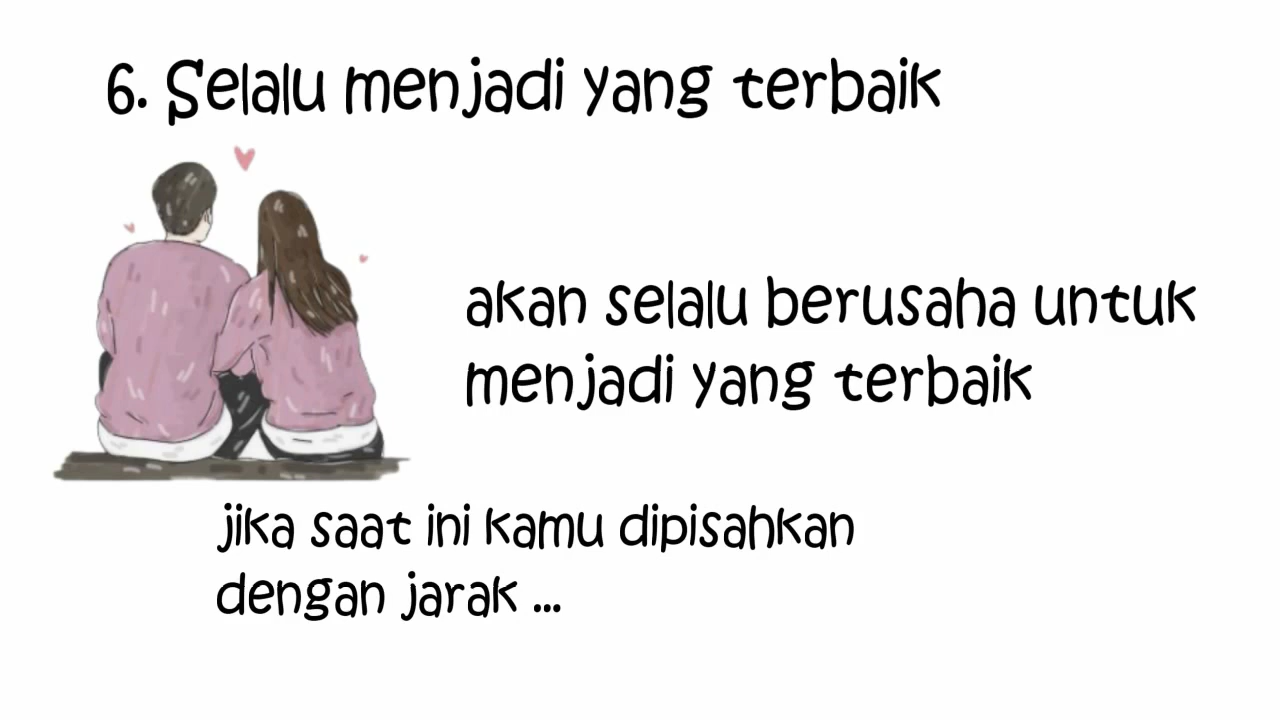 6. Selalu menjadi yang terbaik
akan selalu berusaha untuk
menjadi yang terbaik
jika saat ini kamu dipisahkan
dengan jarak ...